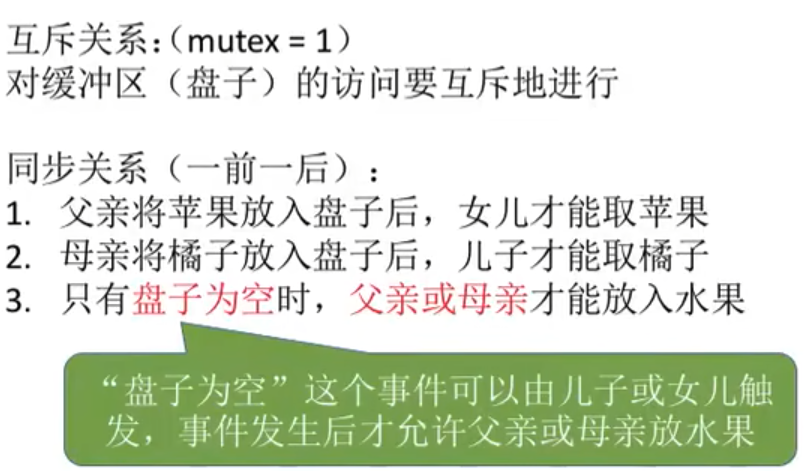 互斥关系：（mutex = 1）
对缓冲区（盘子）的访问要互斥地进行
同步关系（一前一后）：
1. 父亲将苹果放入盘子后，女儿才能取苹果
2. 母亲将橘子放入盘子后，儿子才能取橘子
3. 只有盘子为空时，父亲或母亲才能放入水果
“盘子为空”这个事件可以由儿子或女儿触
发，事件发生后才允许父亲或母亲放水果